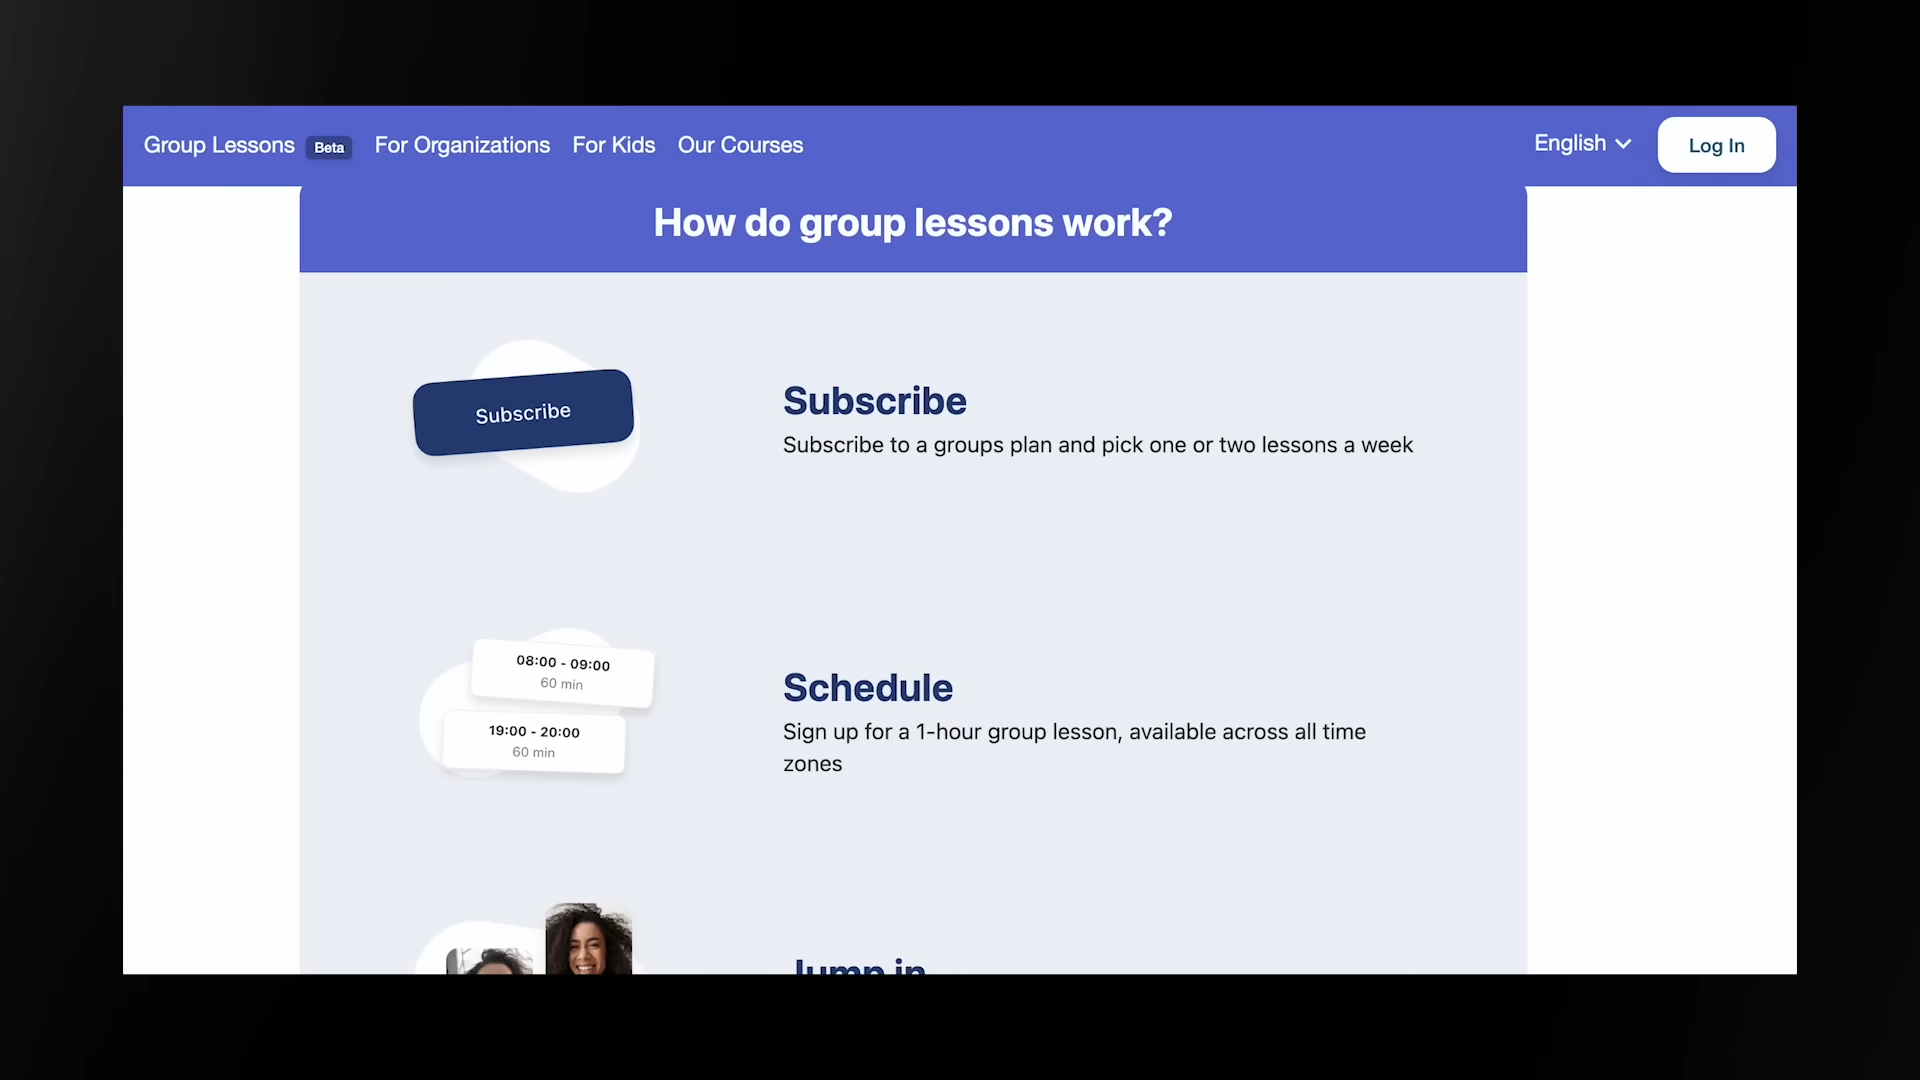 Group Lessons Beta For Organizations For Kids Our Courses English Log In
How do group lessons work?
Subscribe
Subscribe
Subscribe to a groups plan and pick one or two lessons a week
08:00 - 09:00
60 min
19:00 - 20:00
60 min
Schedule
Sign up for a 1-hour group lesson, available across all time
zones
Jump in